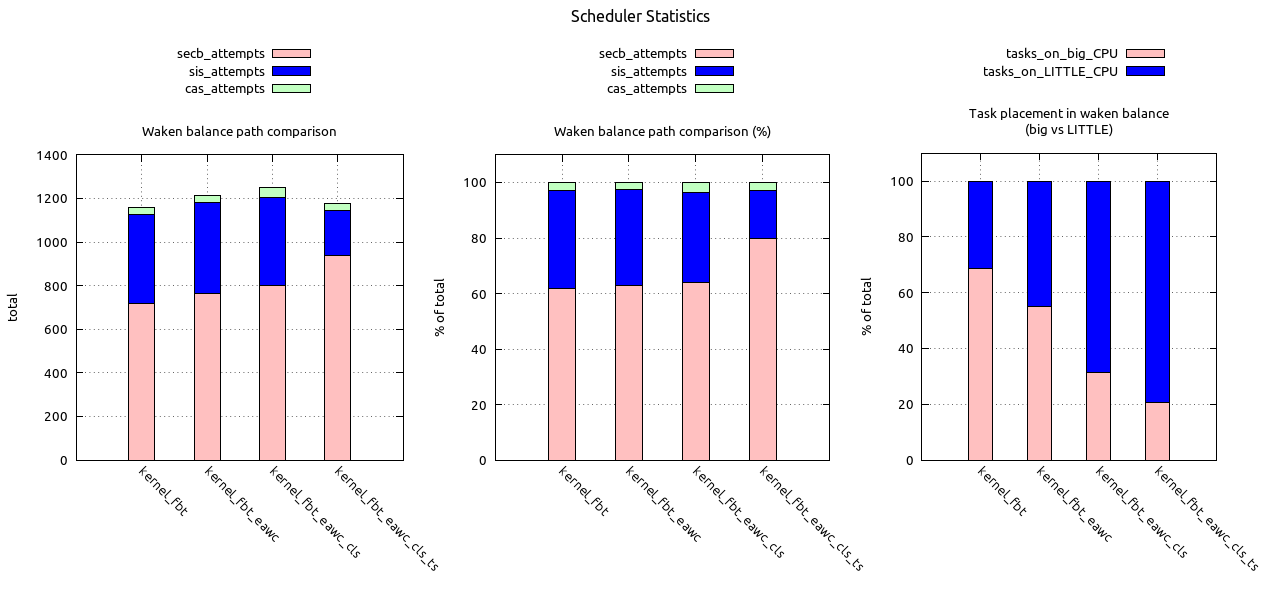 Scheduler Statistics
secb_attempts
sis_attempts
cas_attempts
Waken balance path comparison
total
1400
1200
1000
800
600
400
200
0
kernel_fbt
kernel_fbt_eawc
kernel_fbt_eawc_cls
kernel_fbt_eawc_cls_ts
secb_attempts
sis_attempts
cas_attempts
Waken balance path comparison (%)
% of total
100
80
60
40
20
0
kernel_fbt
kernel_fbt_eawc
kernel_fbt_eawc_cls
kernel_fbt_eawc_cls_ts
tasks_on_big_CPU
tasks_on_LITTLE_CPU
Task placement in waken balance
(big vs LITTLE)
% of total
100
80
60
40
20
0
kernel_fbt
kernel_fbt_eawc
kernel_fbt_eawc_cls
kernel_fbt_eawc_cls_ts